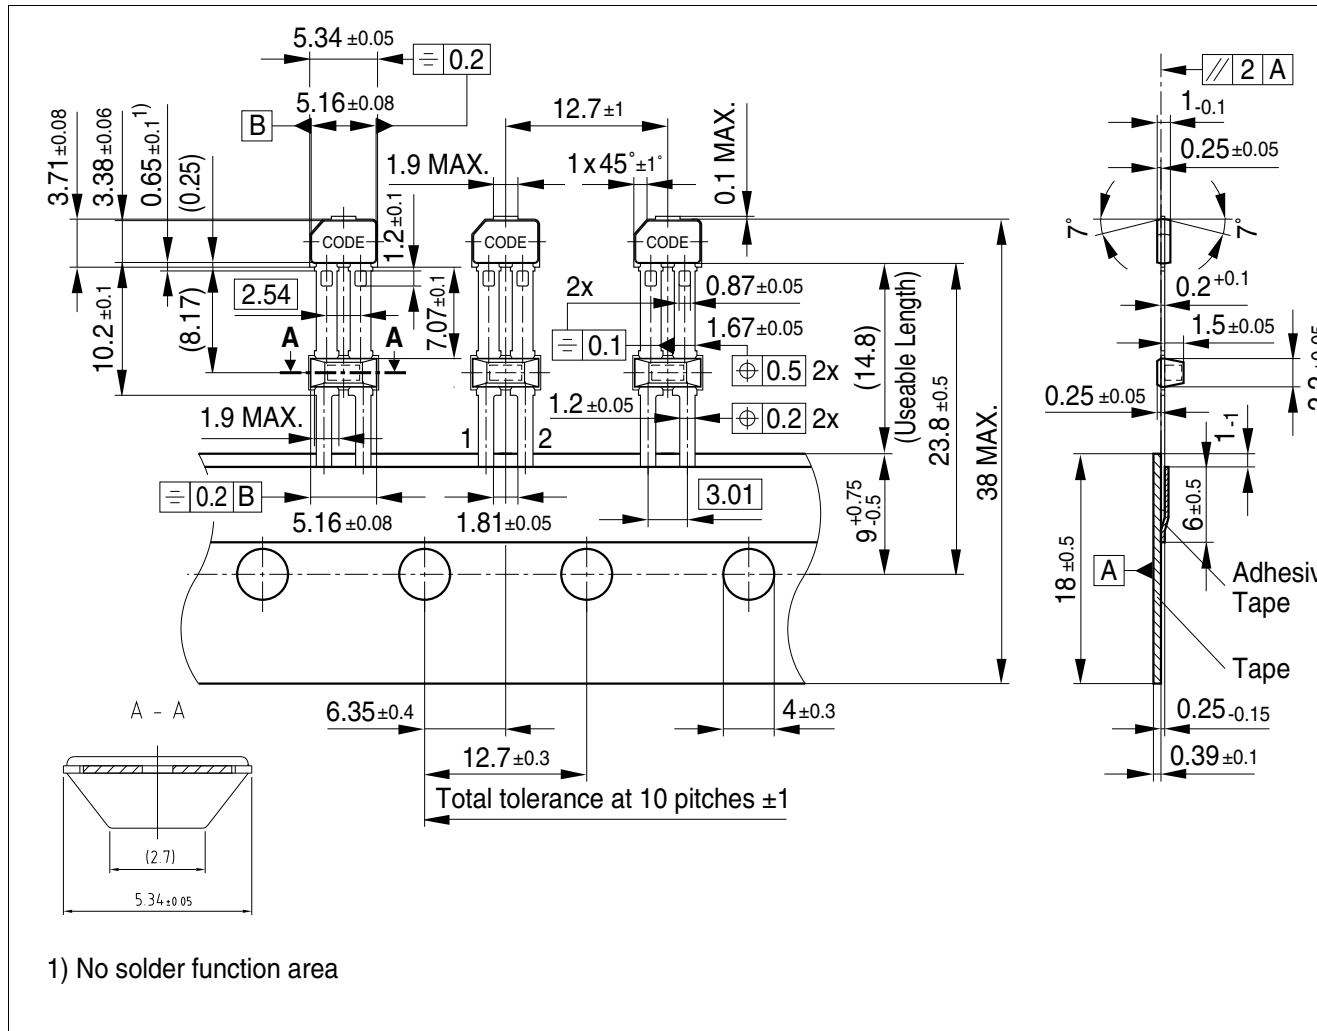 5.34 ±0.05
⌯ 0.2
B
5.16±0.08
12.7±1
// 2 A
1 -0.1
0.25±0.05
3.71±0.08
3.38±0.06
0.65±0.1 1)
(0.25)
1.9 MAX.
1 x 45°±1°
0.1 MAX.
1.2±0.1
CODE
CODE
CODE
7°
7°
2.54
10.2±0.1
(8.17)
A
A
7.07±0.1
2x
0.87±0.05
⌯ 0.1
1.67±0.05
⌖ 0.5 2x
1.2±0.05
⌖ 0.2 2x
(14.8)
(Useable Length)
23.8±0.5
38 MAX.
0.2 +0.1
1.5±0.05
0.25 ±0.05
1.9 MAX.
1
2
⌯ 0.2 B
5.16±0.08
1.81±0.05
3.01
9 +0.75 -0.5
1 -1
6±0.5
18±0.5
A
Adhesiv
Tape
Tape
6.35±0.4
4±0.3
12.7±0.3
Total tolerance at 10 pitches ±1
0.25 -0.15
0.39 ±0.1
A - A
(2.7)
5.34±0.05
1) No solder function area